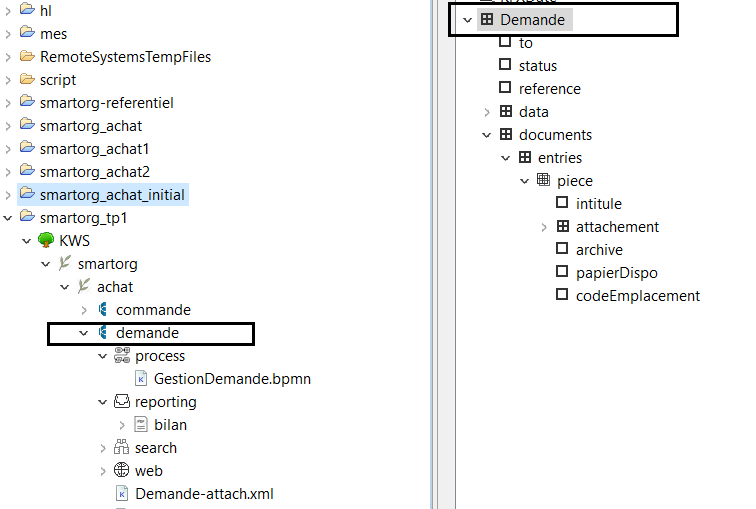 hl
mes
RemoteSystemsTempFiles
script
smartorg-referentiel
smartorg_achat
smartorg_achat1
smartorg_achat2
smartorg_achat_initial
smartorg_tp1
KWS
smartorg
achat
commande
demande
process
GestionDemande.bpmn
reporting
bilan
search
web
Demande-attach.xml
Demande
to
status
reference
data
documents
entries
piece
intitule
attachement
archive
papierDispo
codeEmplacement